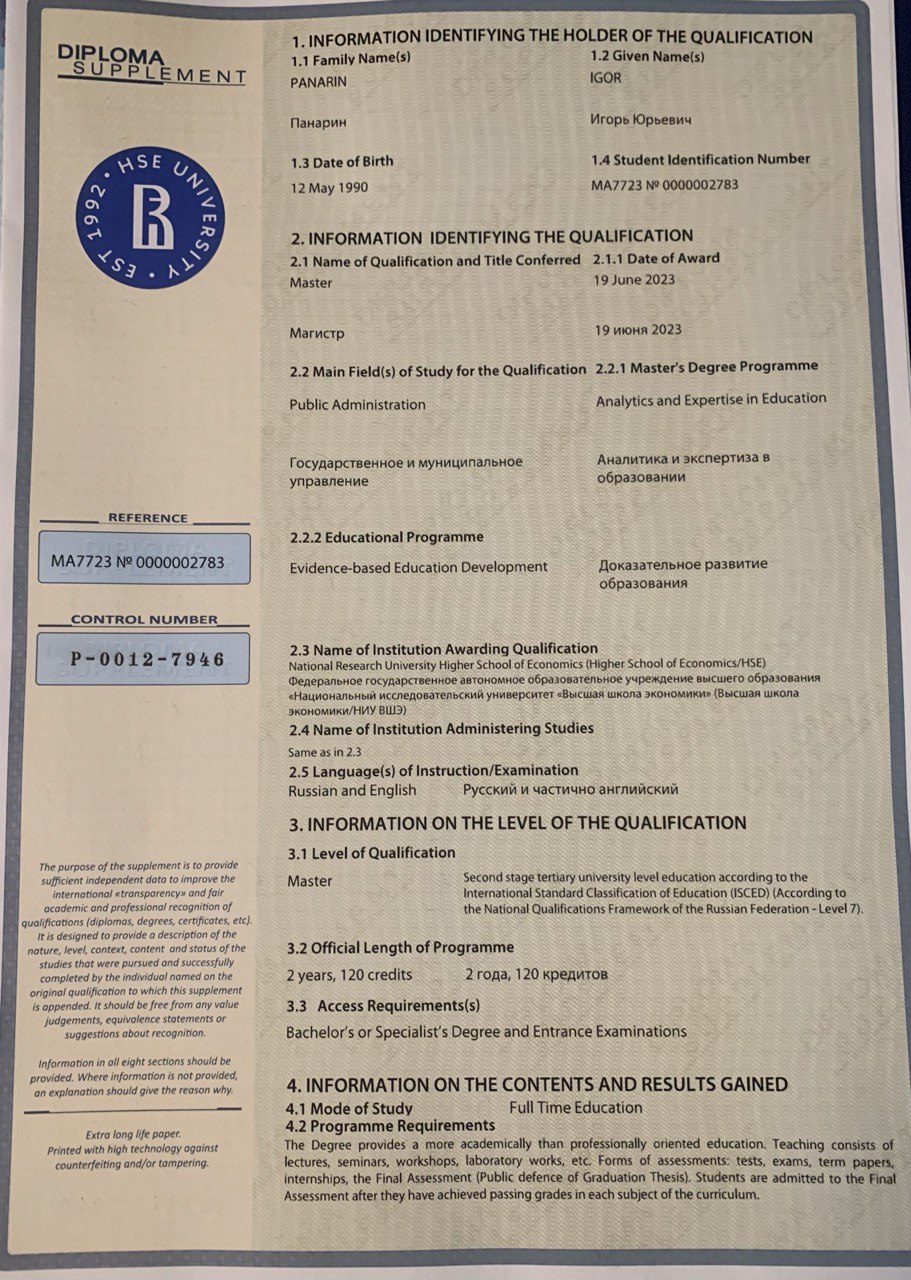 DIPLOMA
SUPPLEMENT
HSE UNIVERSITY • EST 1992 •
REFERENCE
MA7723 № 0000002783
CONTROL NUMBER
P-0012-7946
The purpose of the supplement is to provide
sufficient independent data to improve the
international «transparency» and fair
academic and professional recognition of
qualifications (diplomas, degrees, certificates, etc).
It is designed to provide a description of the
nature, level, context, content and status of the
studies that were pursued and successfully
completed by the individual named on the
original qualification to which this supplement
is appended. It should be free from any value
judgements, equivalence statements or
suggestions about recognition.
Information in all eight sections should be
provided. Where information is not provided,
an explanation should give the reason why.
Extra long life paper.
Printed with high technology against
counterfeiting and/or tampering.
1. INFORMATION IDENTIFYING THE HOLDER OF THE QUALIFICATION
1.1 Family Name(s) 1.2 Given Name(s)
PANARIN IGOR
Панарин Игорь Юрьевич
1.3 Date of Birth 1.4 Student Identification Number
12 May 1990 MA7723 № 0000002783
2. INFORMATION IDENTIFYING THE QUALIFICATION
2.1 Name of Qualification and Title Conferred 2.1.1 Date of Award
Master 19 June 2023
Магистр 19 июня 2023
2.2 Main Field(s) of Study for the Qualification 2.2.1 Master's Degree Programme
Public Administration Analytics and Expertise in Education
Государственное и муниципальное Аналитика и экспертиза в
управление образовании
2.2.2 Educational Programme
Evidence-based Education Development Доказательное развитие
образования
2.3 Name of Institution Awarding Qualification
National Research University Higher School of Economics (Higher School of Economics/HSE)
Федеральное государственное автономное образовательное учреждение высшего образования
«Национальный исследовательский университет «Высшая школа экономики» (Высшая школа
экономики/НИУ ВШЭ)
2.4 Name of Institution Administering Studies
Same as in 2.3
2.5 Language(s) of Instruction/Examination
Russian and English Русский и частично английский
3. INFORMATION ON THE LEVEL OF THE QUALIFICATION
3.1 Level of Qualification
Master Second stage tertiary university level education according to the
International Standard Classification of Education (ISCED) (According to
the National Qualifications Framework of the Russian Federation - Level 7).
3.2 Official Length of Programme
2 years, 120 credits 2 года, 120 кредитов
3.3 Access Requirements(s)
Bachelor's or Specialist's Degree and Entrance Examinations
4. INFORMATION ON THE CONTENTS AND RESULTS GAINED
4.1 Mode of Study Full Time Education
4.2 Programme Requirements
The Degree provides a more academically than professionally oriented education. Teaching consists of
lectures, seminars, workshops, laboratory works, etc. Forms of assessments: tests, exams, term papers,
internships, the Final Assessment (Public defence of Graduation Thesis). Students are admitted to the Final
Assessment after they have achieved passing grades in each subject of the curriculum.